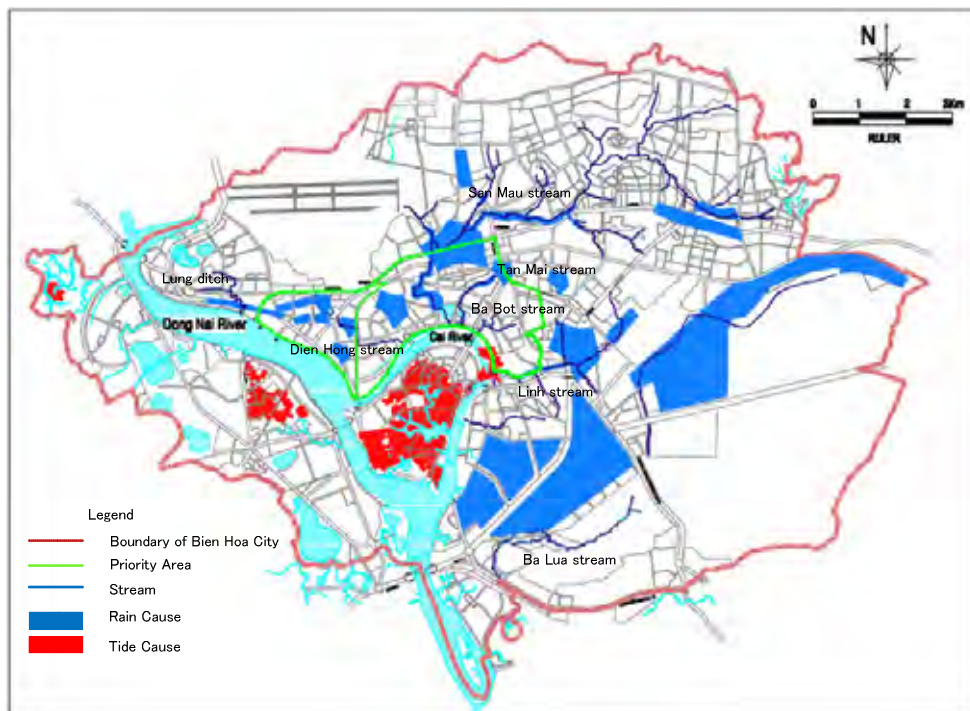 N
0 1 2 3Km
RULER
San Mau stream
Lung ditch
Tan Mai stream
Ba Bot stream
Dong Nai River
Dien Hong stream
Cai River
Linh stream
Ba Lua stream
Legend
Boundary of Bien Hoa City
Priority Area
Stream
Rain Cause
Tide Cause